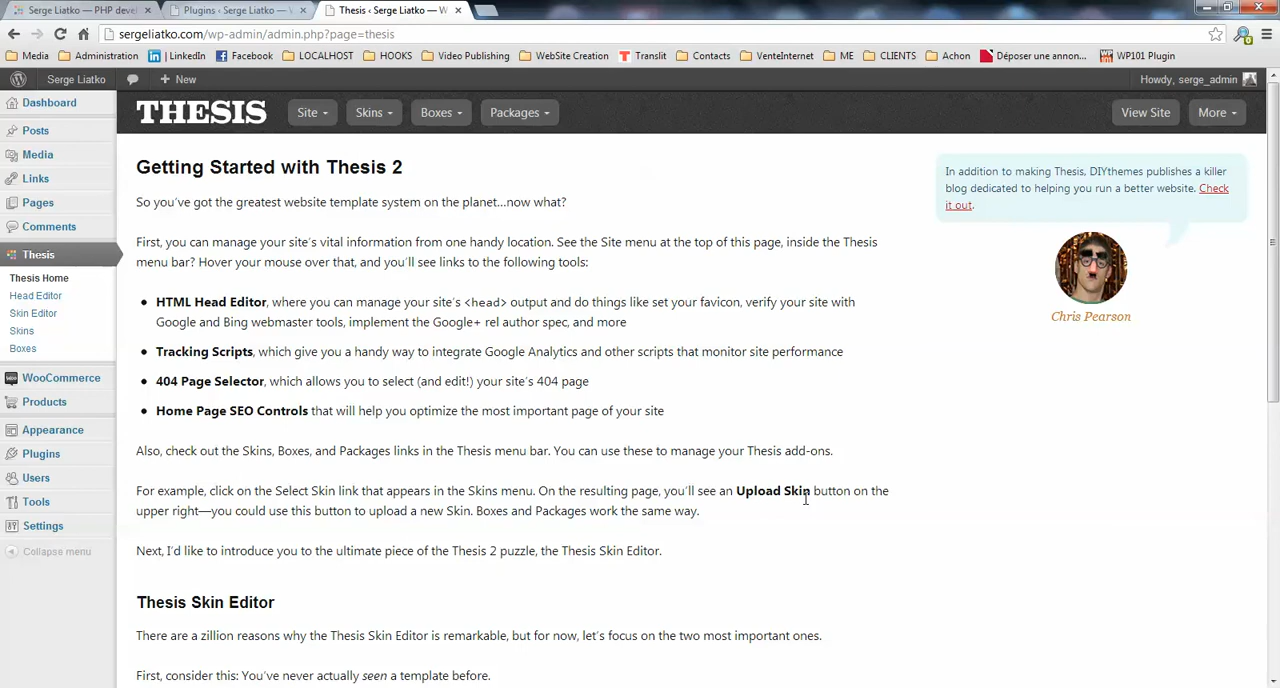 Serge Liatko — PHP devel
Plugins ‹ Serge Liatko — W
Thesis ‹ Serge Liatko — W
sergeliatko.com/wp-admin/admin.php?page=thesis
Media
Administration
LinkedIn
Facebook
LOCALHOST
HOOKS
Video Publishing
WebSite Creation
Translit
Contacts
VenteInternet
ME
CLIENTS
Achon
Déposer une annon...
WP101 Plugin
Serge Liatko
New
Howdy, serge_admin
Dashboard
Posts
Media
Links
Pages
Comments
Thesis
Thesis Home
Head Editor
Skin Editor
Skins
Boxes
WooCommerce
Products
Appearance
Plugins
Users
Tools
Settings
Collapse menu
THESIS
Site
Skins
Boxes
Packages
View Site
More
Getting Started with Thesis 2
So you've got the greatest website template system on the planet…now what?
First, you can manage your site's vital information from one handy location. See the Site menu at the top of this page, inside the Thesis
menu bar? Hover your mouse over that, and you'll see links to the following tools:
HTML Head Editor, where you can manage your site's <head> output and do things like set your favicon, verify your site with
Google and Bing webmaster tools, implement the Google+ rel author spec, and more
Tracking Scripts, which give you a handy way to integrate Google Analytics and other scripts that monitor site performance
404 Page Selector, which allows you to select (and edit!) your site's 404 page
Home Page SEO Controls that will help you optimize the most important page of your site
Also, check out the Skins, Boxes, and Packages links in the Thesis menu bar. You can use these to manage your Thesis add-ons.
For example, click on the Select Skin link that appears in the Skins menu. On the resulting page, you'll see an Upload Skin button on the
upper right—you could use this button to upload a new Skin. Boxes and Packages work the same way.
Next, I'd like to introduce you to the ultimate piece of the Thesis 2 puzzle, the Thesis Skin Editor.
Thesis Skin Editor
There are a zillion reasons why the Thesis Skin Editor is remarkable, but for now, let's focus on the two most important ones.
First, consider this: You've never actually seen a template before.
In addition to making Thesis, DIYthemes publishes a killer
blog dedicated to helping you run a better website. Check
it out.
Chris Pearson